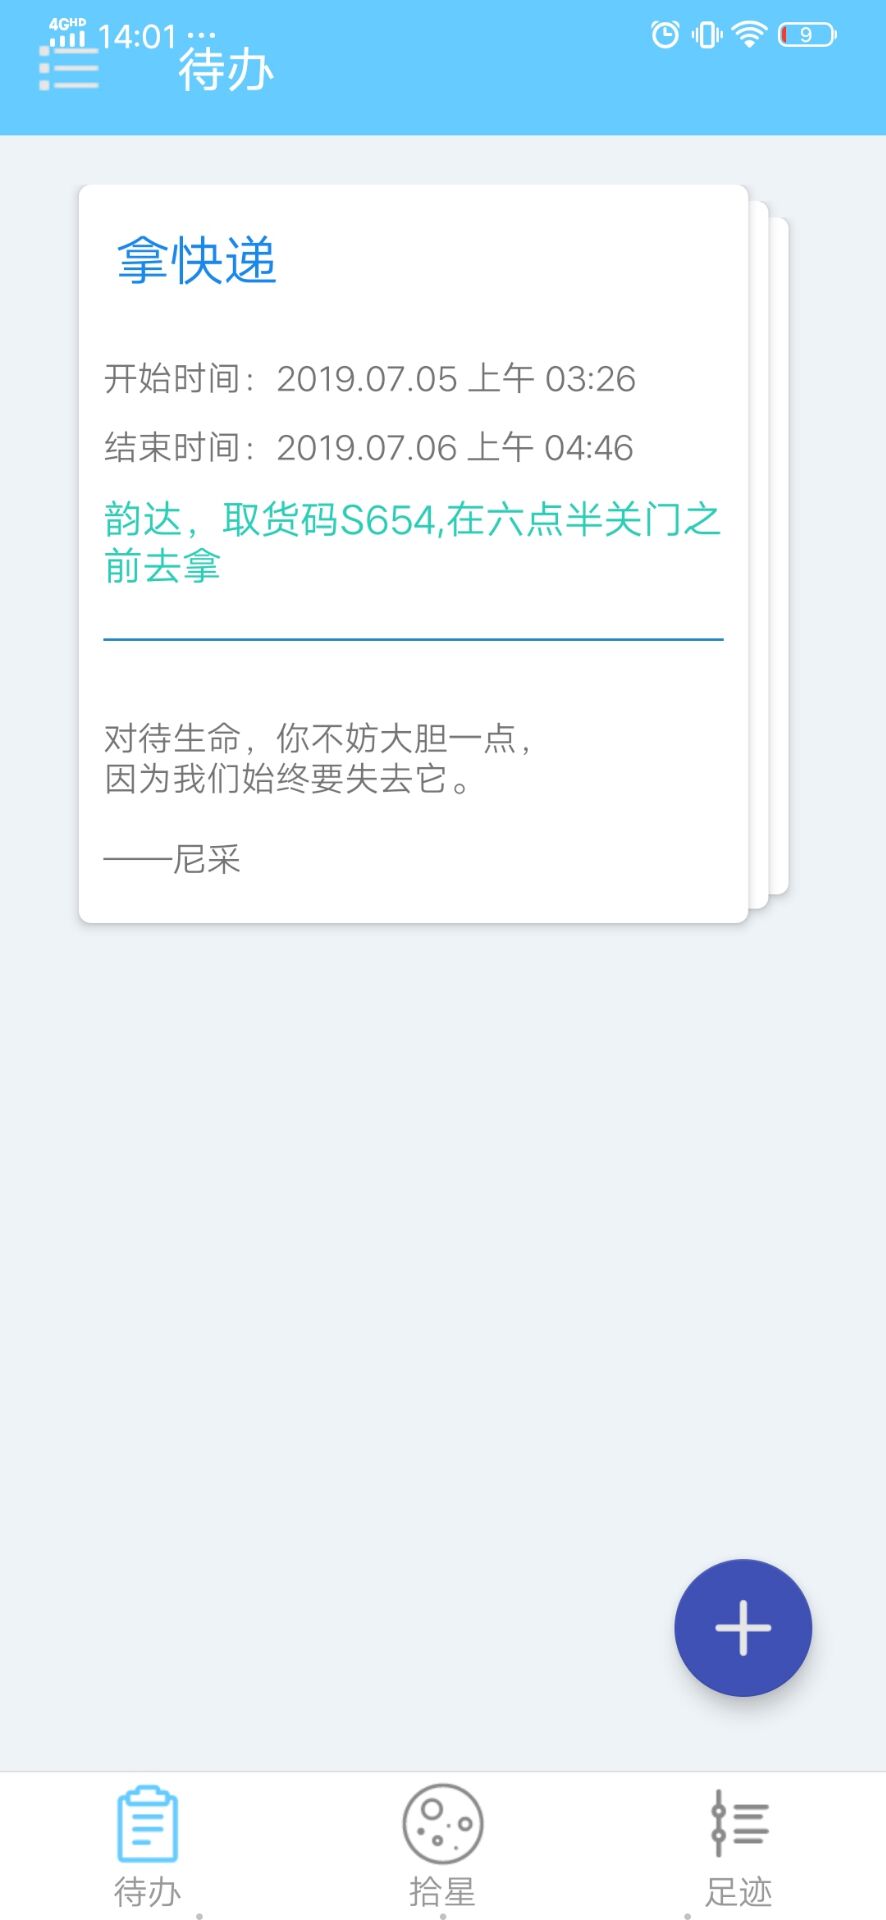 4GHD 14:01 ... 9
待办
拿快递
开始时间：2019.07.05 上午 03:26
结束时间：2019.07.06 上午 04:46
韵达，取货码S654,在六点半关门之
前去拿
对待生命，你不妨大胆一点，
因为我们始终要失去它。
——尼采
待办 拾星 足迹